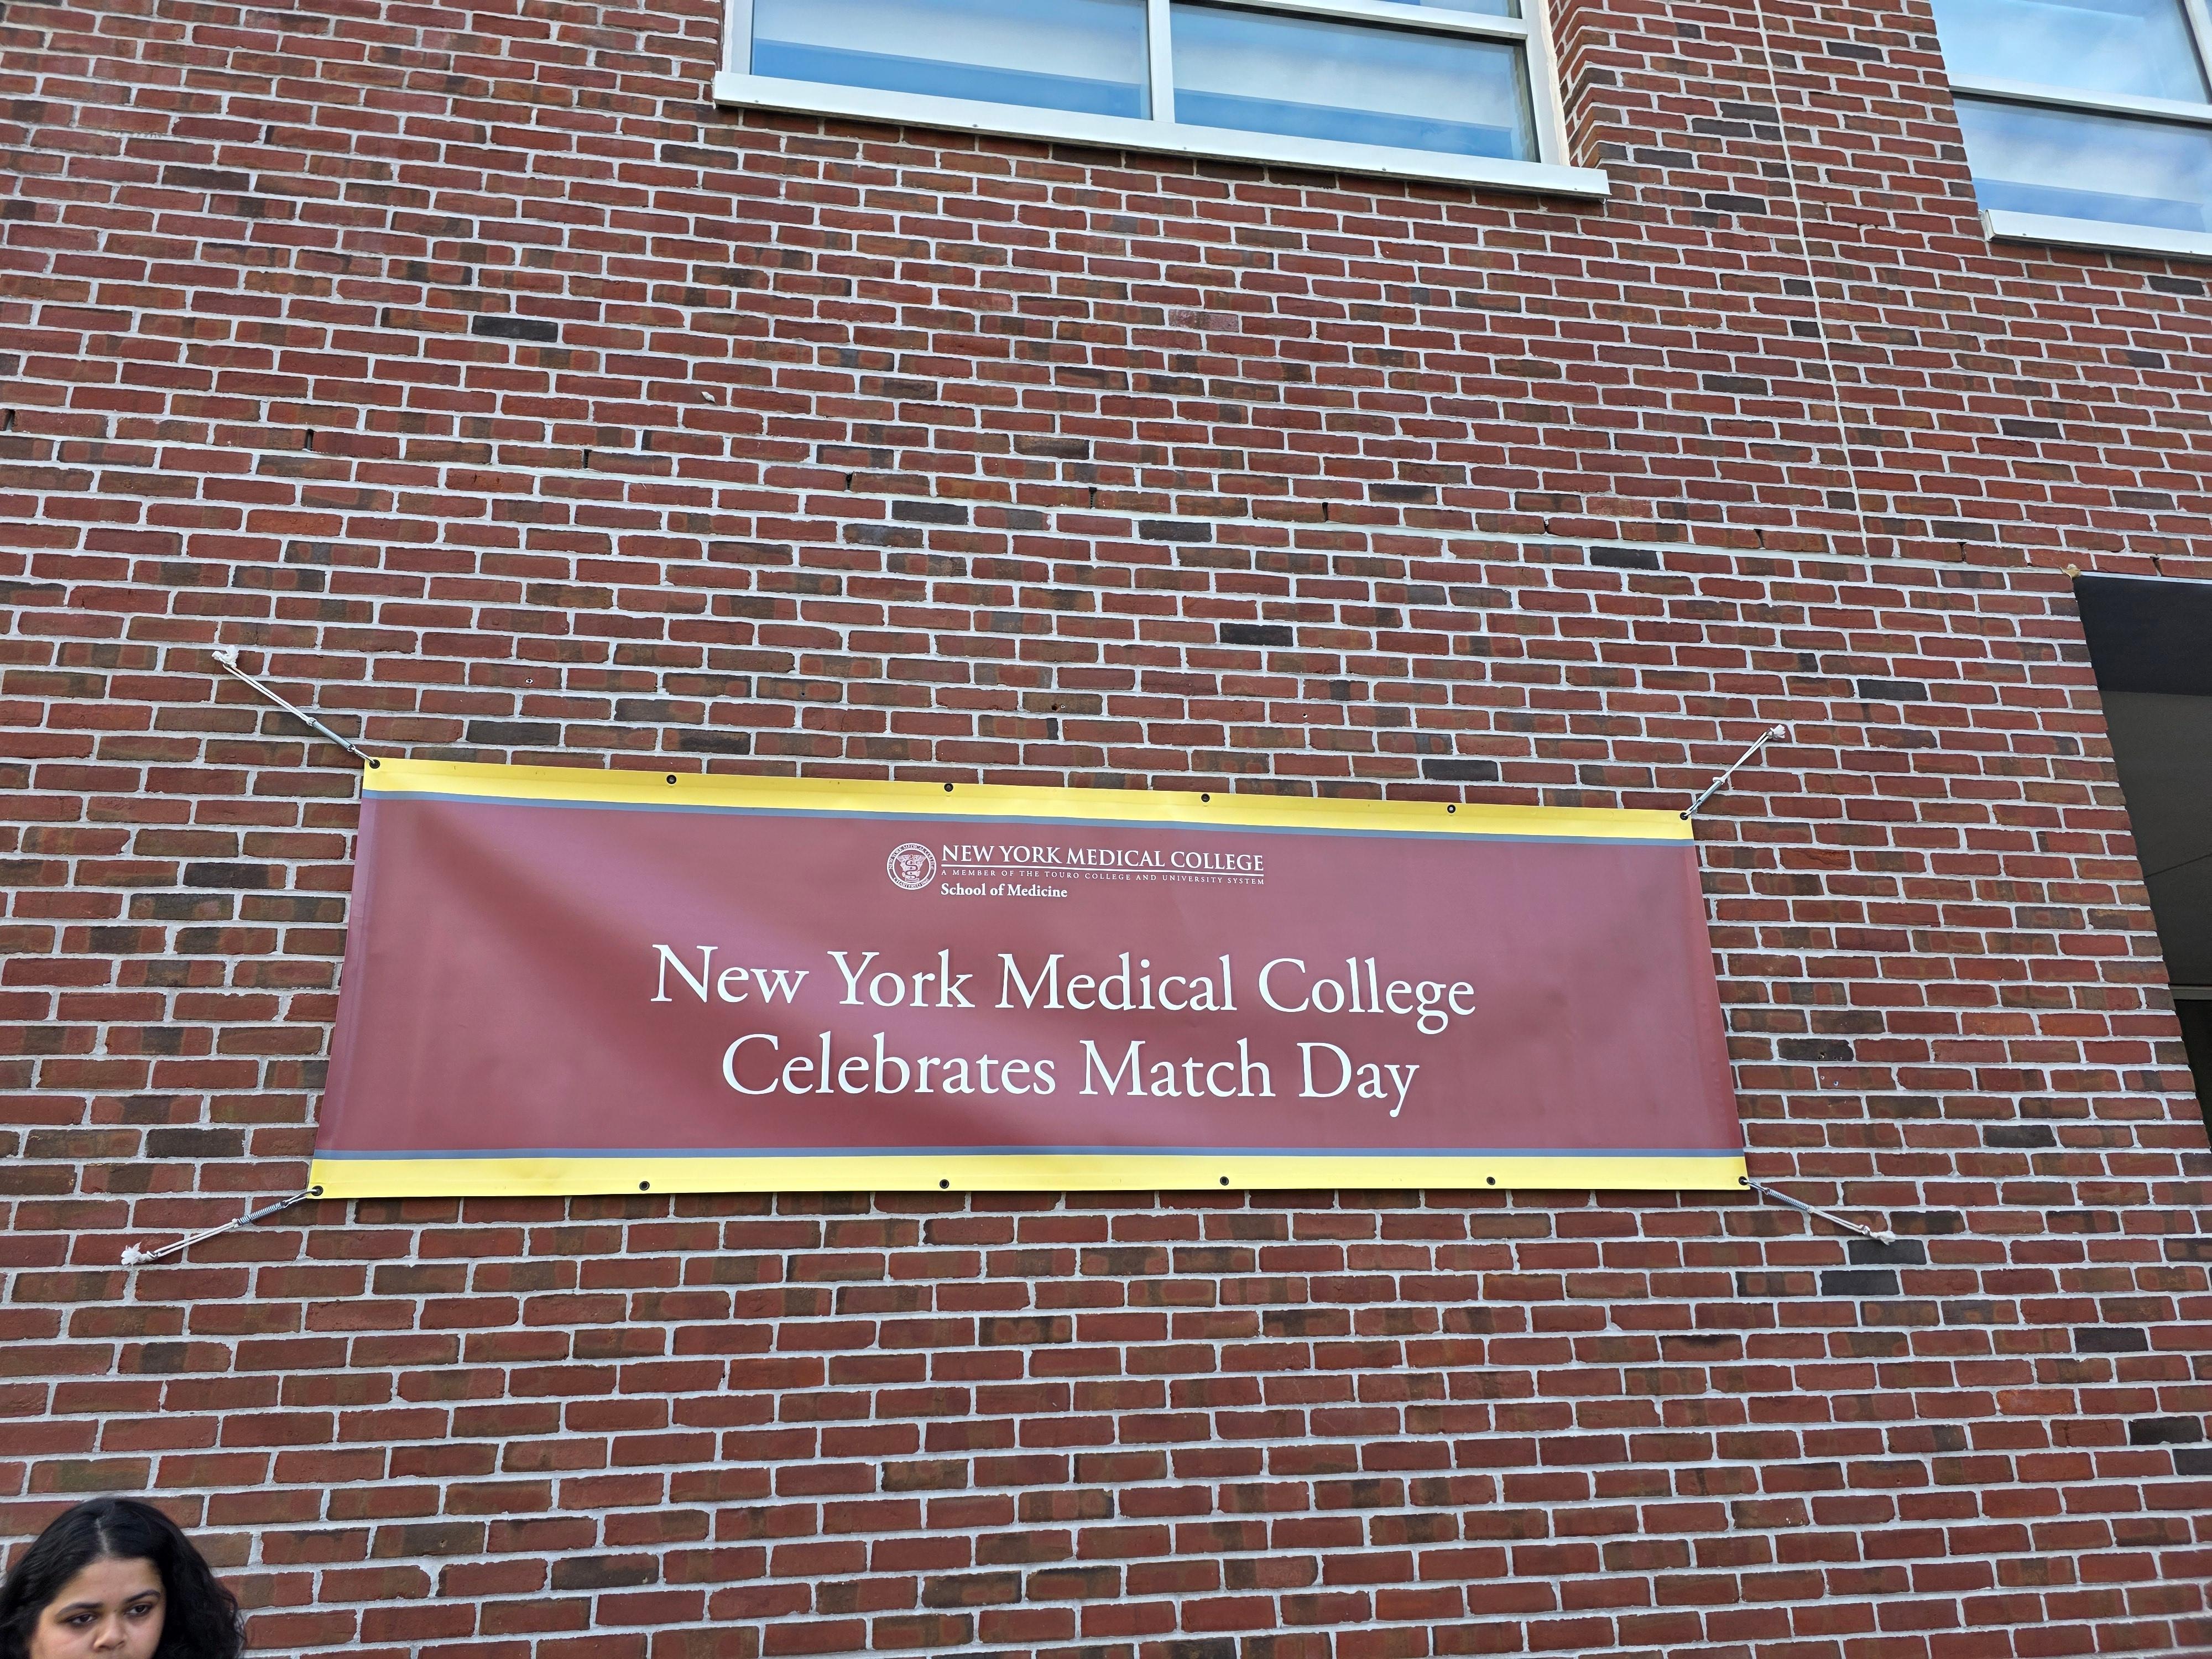 NEW YORK MEDICAL COLLEGE
A MEMBER OF THE TOURO COLLEGE AND UNIVERSITY SYSTEM
School of Medicine
New York Medical College
Celebrates Match Day